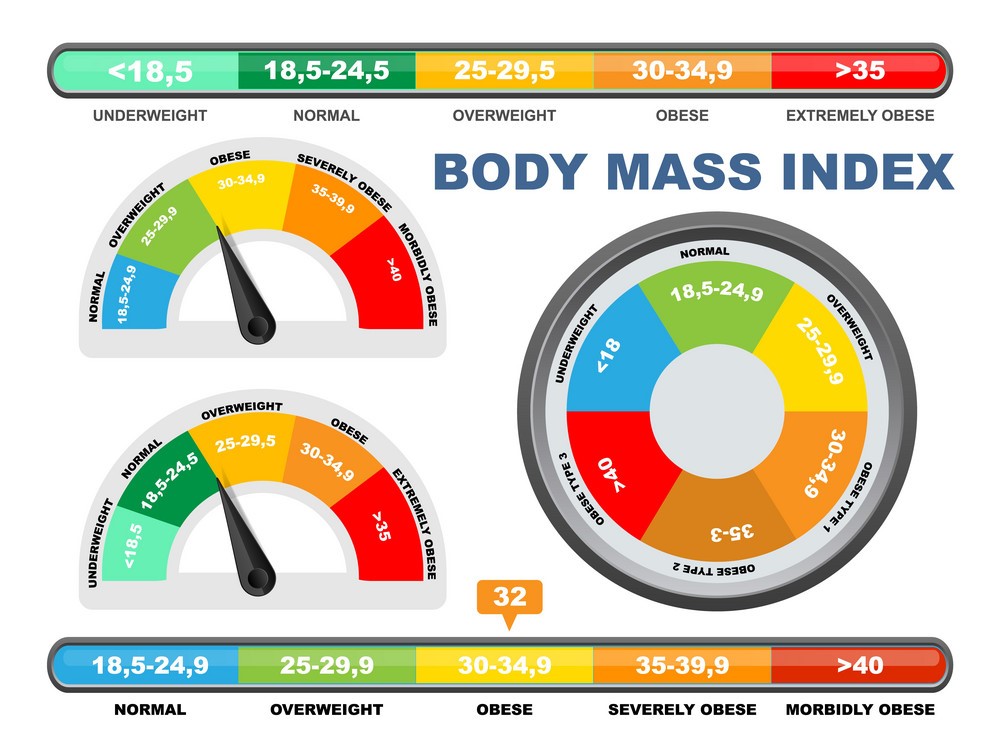 <18,5 18,5-24,5 25-29,5 30-34,9 >35
UNDERWEIGHT NORMAL OVERWEIGHT OBESE EXTREMELY OBESE
BODY MASS INDEX
NORMAL OVERWEIGHT OBESE SEVERELY OBESE MORBIDLY OBESE
18,5-24,9 25-29,9 30-34,9 35-39,9 >40
UNDERWEIGHT NORMAL OVERWEIGHT OBESE TYPE 1 OBESE TYPE 2 OBESE TYPE 3
<18 18,5-24,9 25-29,9 30-34,9 35-3 >40
UNDERWEIGHT NORMAL OVERWEIGHT OBESE EXTREMELY OBESE
<18,5 18,5-24,5 25-29,5 30-34,9 >35
32
18,5-24,9 25-29,9 30-34,9 35-39,9 >40
NORMAL OVERWEIGHT OBESE SEVERELY OBESE MORBIDLY OBESE